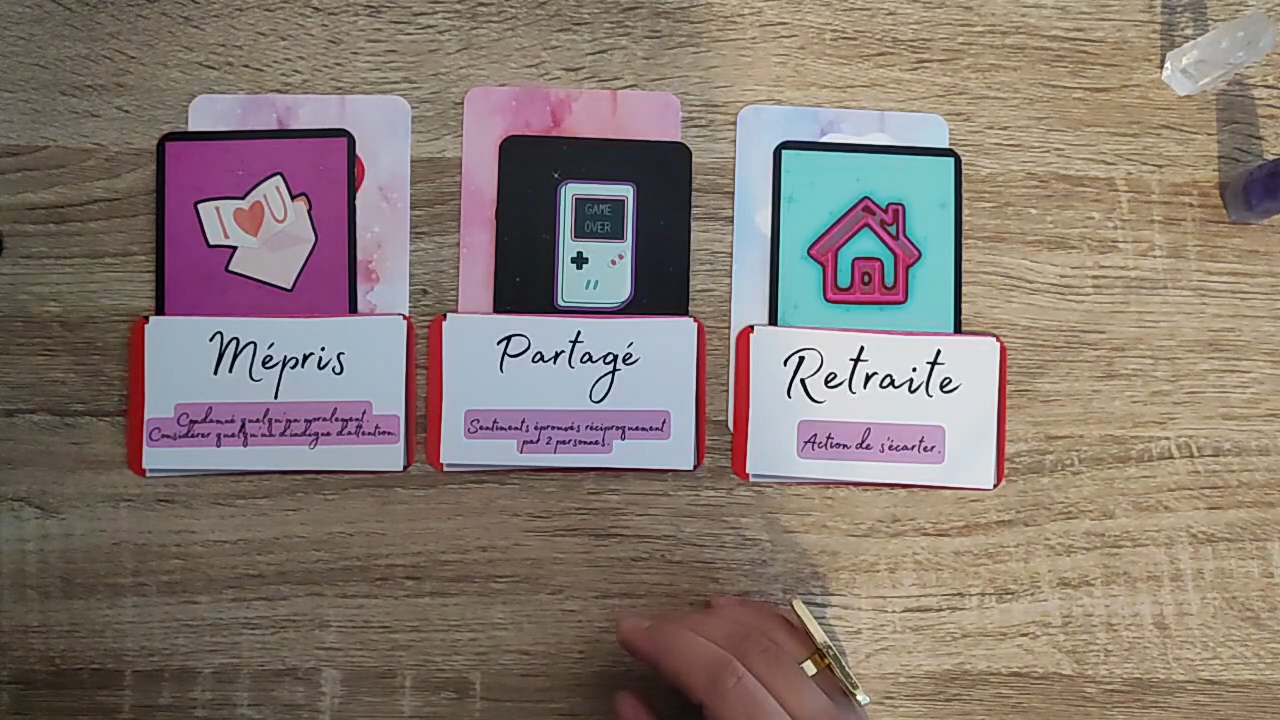 I ♥ U
Mépris
Condamné quelqu'un moralement.
Considérer quelqu'un d'indigne d'attention.
GAME
OVER
Partagé
Sentiments éprouvés réciproquement
par 2 personnes.
Retraite
Action de s'écarter.